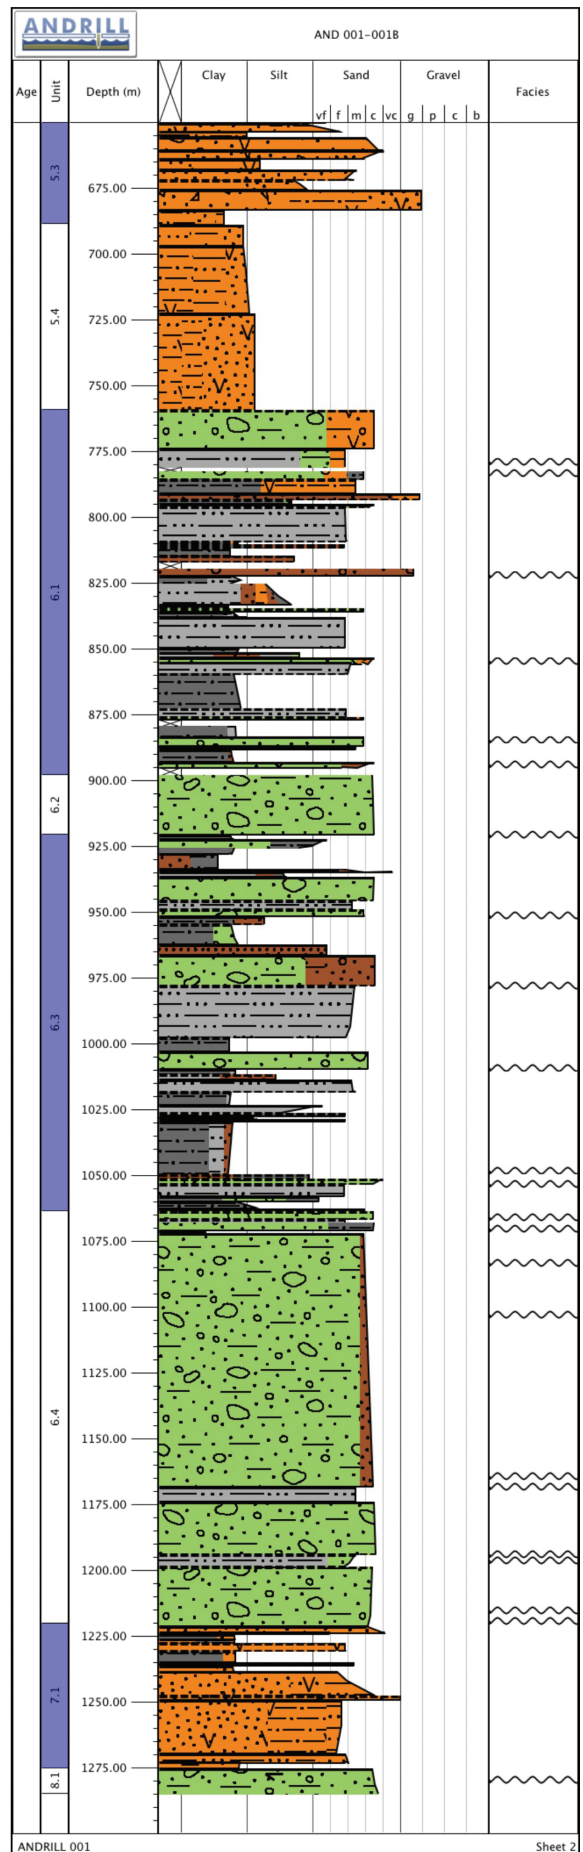 ANDRILL
AND 001-001B
Age
Unit
Depth (m)
Clay
Silt
Sand
Gravel
Facies
vf f m c vc g p c b
5.3
675.00
700.00
5.4
725.00
750.00
775.00
800.00
6.1
825.00
850.00
875.00
900.00
6.2
925.00
950.00
975.00
6.3
1000.00
1025.00
1050.00
1075.00
1100.00
1125.00
6.4
1150.00
1175.00
1200.00
1225.00
7.1
1250.00
1275.00
8.1
ANDRILL 001
Sheet 2